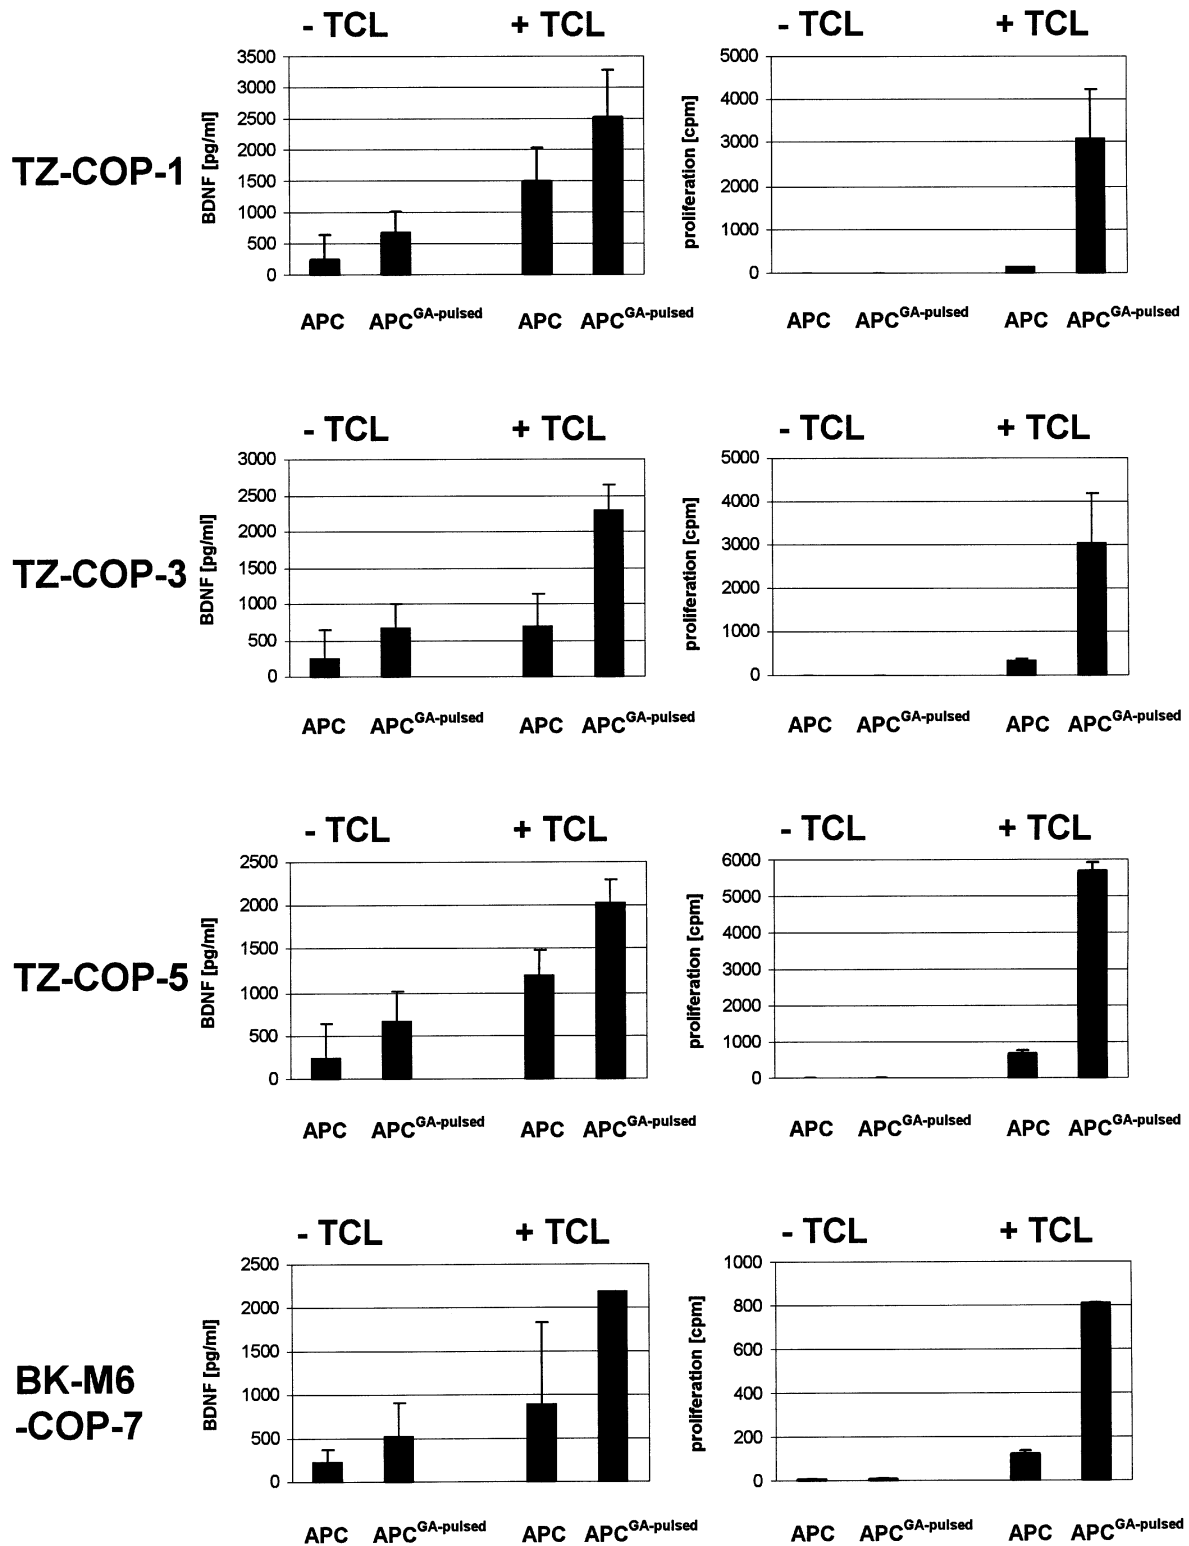 - TCL + TCL - TCL + TCL
TZ-COP-1
BDNF [pg/ml]
3500
3000
2500
2000
1500
1000
500
0
APC APC^GA-pulsed APC APC^GA-pulsed
proliferation [cpm]
5000
4000
3000
2000
1000
0
APC APC^GA-pulsed APC APC^GA-pulsed
- TCL + TCL - TCL + TCL
TZ-COP-3
BDNF [pg/ml]
3000
2500
2000
1500
1000
500
0
APC APC^GA-pulsed APC APC^GA-pulsed
proliferation [cpm]
5000
4000
3000
2000
1000
0
APC APC^GA-pulsed APC APC^GA-pulsed
- TCL + TCL - TCL + TCL
TZ-COP-5
BDNF [pg/ml]
2500
2000
1500
1000
500
0
APC APC^GA-pulsed APC APC^GA-pulsed
proliferation [cpm]
6000
5000
4000
3000
2000
1000
0
APC APC^GA-pulsed APC APC^GA-pulsed
- TCL + TCL - TCL + TCL
BK-M6
-COP-7
BDNF [pg/ml]
2500
2000
1500
1000
500
0
APC APC^GA-pulsed APC APC^GA-pulsed
proliferation [cpm]
1000
800
600
400
200
0
APC APC^GA-pulsed APC APC^GA-pulsed